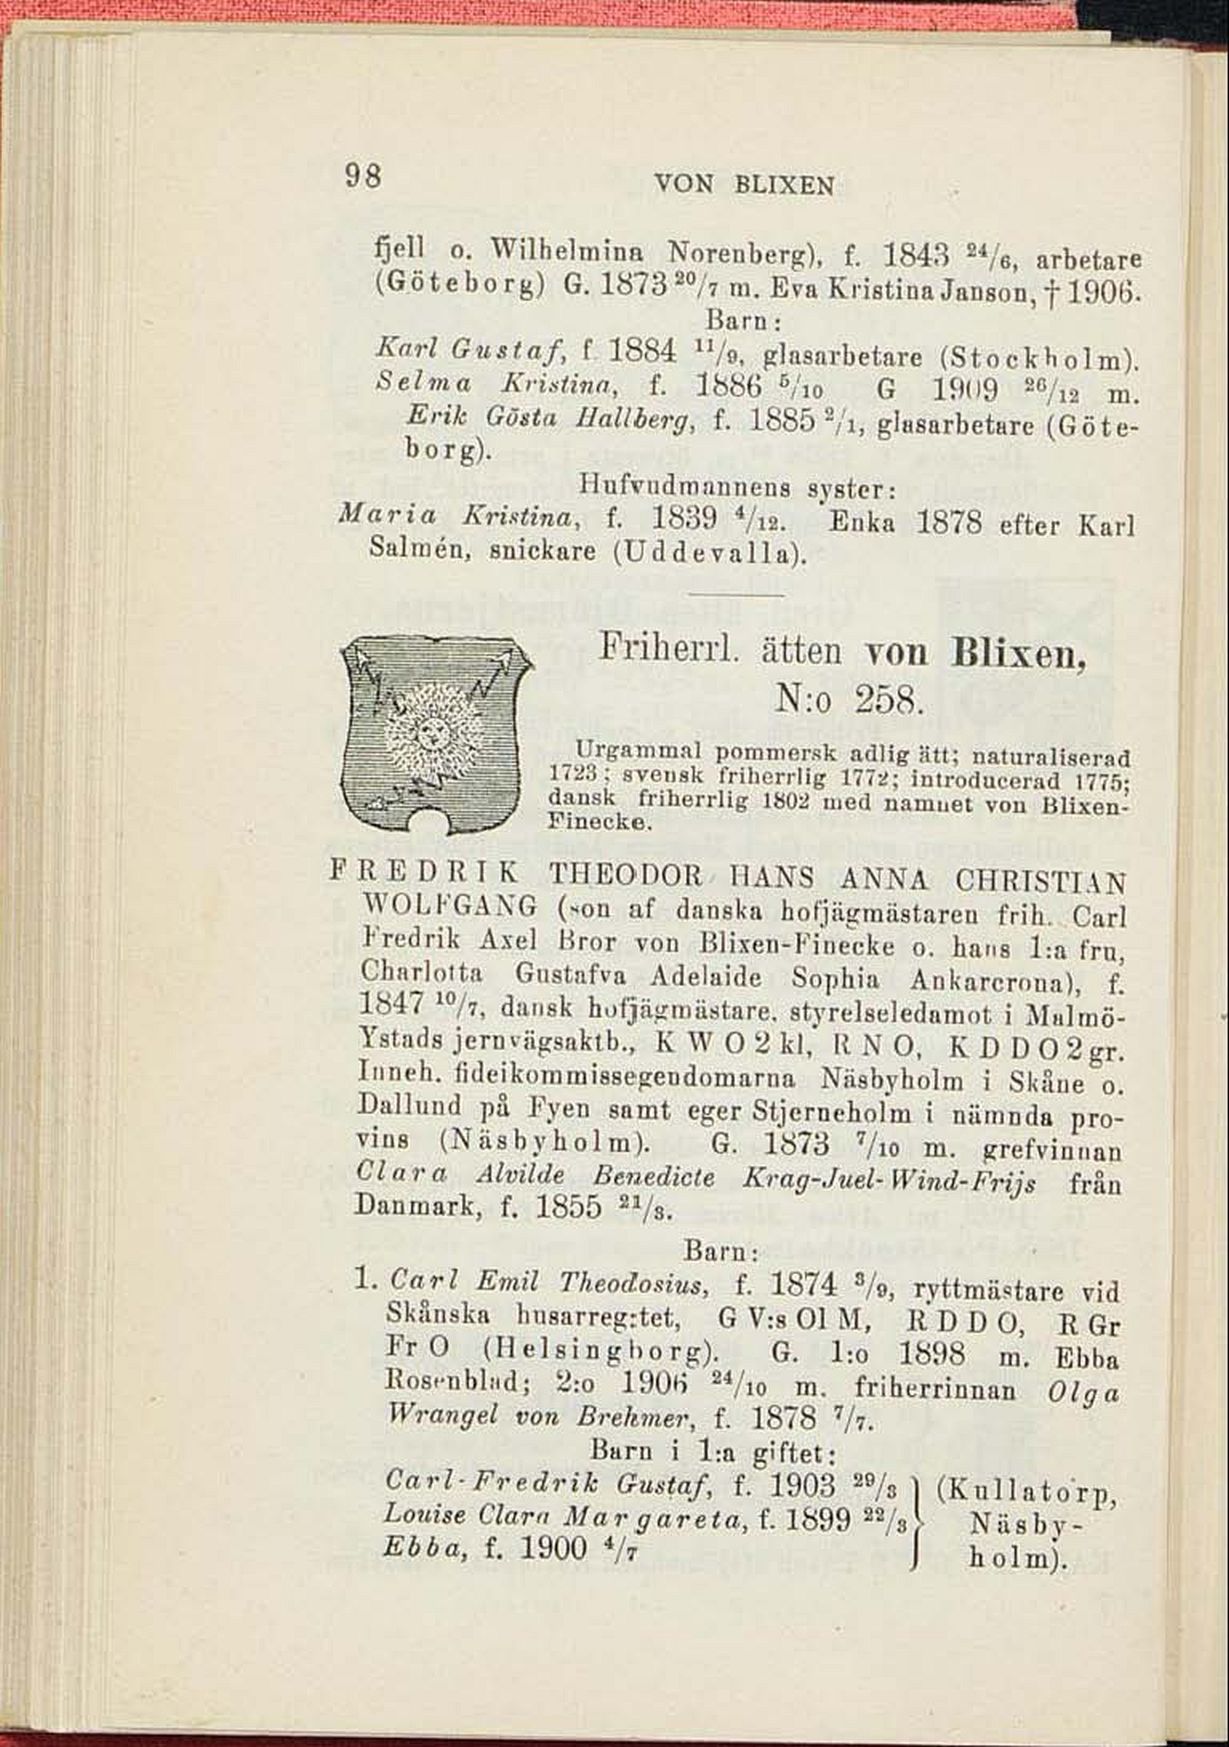 98
VON BLIXEN
fjell o. Wilhelmina Norenberg), f. 1843 24/6, arbetare
(Göteborg) G. 1873 20/7 m. Eva Kristina Janson, † 1906.
Barn:
Karl Gustaf, f 1884 11/9, glasarbetare (Stockholm).
Selma Kristina, f. 1886 5/10 G 1909 26/12 m.
Erik Gösta Hallberg, f. 1885 2/1, glasarbetare (Göte-
borg).
Hufvudmannens syster:
Maria Kristina, f. 1839 4/12. Enka 1878 efter Karl
Salmén, snickare (Uddevalla).
Friherrl. ätten von Blixen,
N:o 258.
Urgammal pommersk adlig ätt; naturaliserad
1723; svensk friherrlig 1772; introducerad 1775;
dansk friherrlig 1802 med namnet von Blixen-
Finecke.
FREDRIK THEODOR HANS ANNA CHRISTIAN
WOLFGANG (son af danska hofjägmästaren frih. Carl
Fredrik Axel Bror von Blixen-Finecke o. hans 1:a fru,
Charlotta Gustafva Adelaide Sophia Ankarcrona), f.
1847 10/7, dansk hofjägmästare, styrelseledamot i Malmö-
Ystads jernvägsaktb., K W O 2 kl, R N O, K D D O 2 gr.
Inneh. fideikommissegendomarna Näsbyholm i Skåne o.
Dallund på Fyen samt eger Stjerneholm i nämnda pro-
vins (Näsbyholm). G. 1873 7/10 m. grefvinnan
Clara Alvilde Benedicte Krag-Juel-Wind-Frijs från
Danmark, f. 1855 21/3.
Barn:
1. Carl Emil Theodosius, f. 1874 3/9, ryttmästare vid
Skånska husarreg:tet, G V:s Ol M, R D D O, R Gr
Fr O (Helsingborg). G. 1:o 1898 m. Ebba
Rosenblad; 2:o 1906 24/10 m. friherrinnan Olga
Wrangel von Brehmer, f. 1878 7/7.
Barn i 1:a giftet:
Carl-Fredrik Gustaf, f. 1903 29/3 } (Kullatorp,
Louise Clara Margareta, f. 1899 22/3 } Näsby-
Ebba, f. 1900 4/7 } holm).